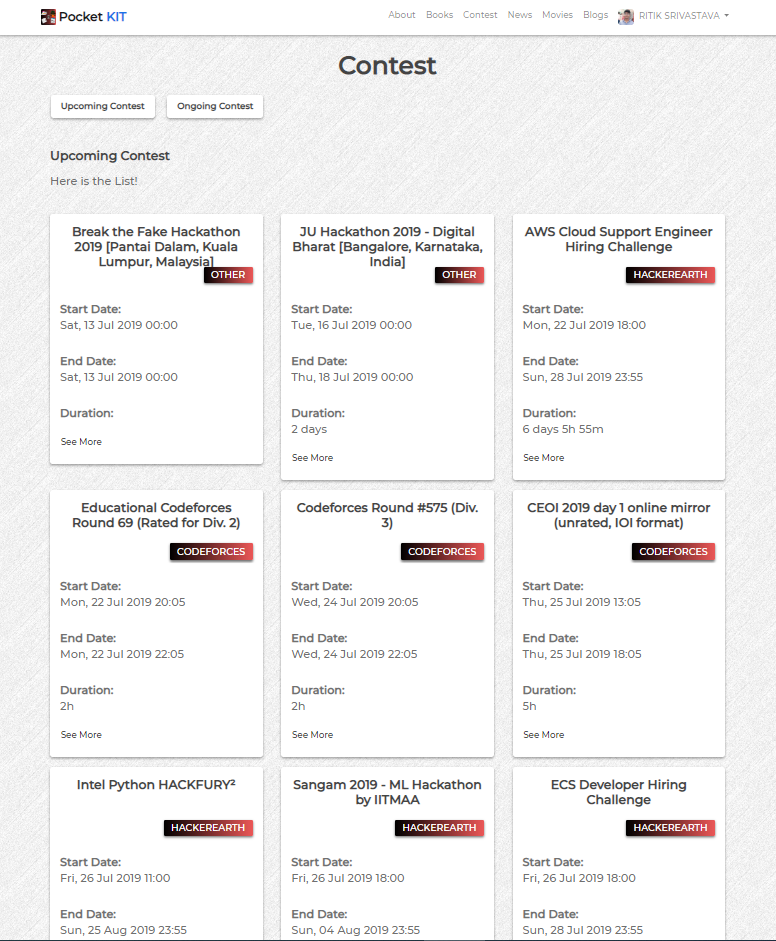 Pocket KIT
About Books Contest News Movies Blogs RITIK SRIVASTAVA
Contest
Upcoming Contest Ongoing Contest
Upcoming Contest
Here is the List!
Break the Fake Hackathon
2019 [Pantai Dalam, Kuala
Lumpur, Malaysia]
OTHER
Start Date:
Sat, 13 Jul 2019 00:00
End Date:
Sat, 13 Jul 2019 00:00
Duration:
See More
JU Hackathon 2019 - Digital
Bharat [Bangalore, Karnataka,
India]
OTHER
Start Date:
Tue, 16 Jul 2019 00:00
End Date:
Thu, 18 Jul 2019 00:00
Duration:
2 days
See More
AWS Cloud Support Engineer
Hiring Challenge
HACKEREARTH
Start Date:
Mon, 22 Jul 2019 18:00
End Date:
Sun, 28 Jul 2019 23:55
Duration:
6 days 5h 55m
See More
Educational Codeforces
Round 69 (Rated for Div. 2)
CODEFORCES
Start Date:
Mon, 22 Jul 2019 20:05
End Date:
Mon, 22 Jul 2019 22:05
Duration:
2h
See More
Codeforces Round #575 (Div.
3)
CODEFORCES
Start Date:
Wed, 24 Jul 2019 20:05
End Date:
Wed, 24 Jul 2019 22:05
Duration:
2h
See More
CEOI 2019 day 1 online mirror
(unrated, IOI format)
CODEFORCES
Start Date:
Thu, 25 Jul 2019 13:05
End Date:
Thu, 25 Jul 2019 18:05
Duration:
5h
See More
Intel Python HACKFURY²
HACKEREARTH
Start Date:
Fri, 26 Jul 2019 11:00
End Date:
Sun, 25 Aug 2019 23:55
Sangam 2019 - ML Hackathon
by IITMAA
HACKEREARTH
Start Date:
Fri, 26 Jul 2019 18:00
End Date:
Sun, 04 Aug 2019 23:55
ECS Developer Hiring
Challenge
HACKEREARTH
Start Date:
Fri, 26 Jul 2019 18:00
End Date:
Sun, 28 Jul 2019 23:55